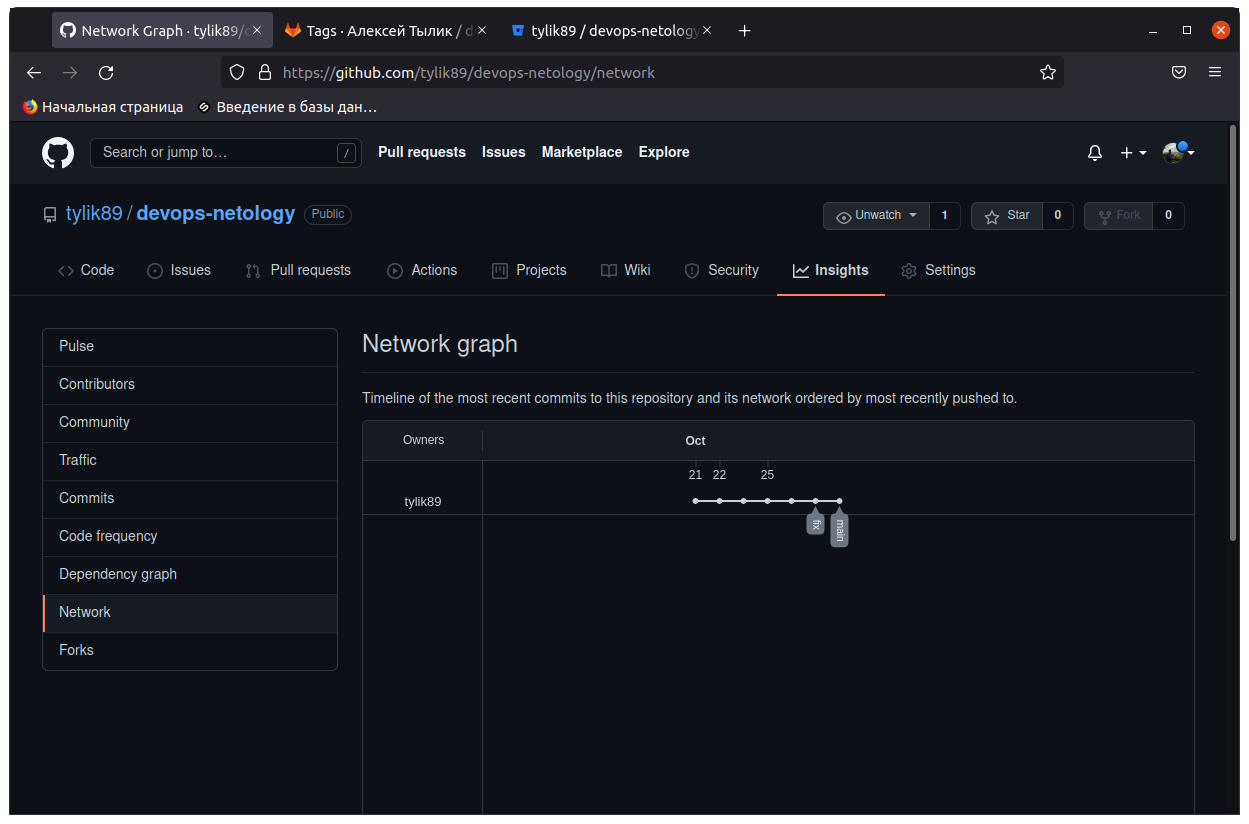 Network Graph · tylik89/d
Tags · Алексей Тылик / d
tylik89 / devops-netology
https://github.com/tylik89/devops-netology/network
Начальная страница
Введение в базы дан…
Search or jump to…
/
Pull requests
Issues
Marketplace
Explore
tylik89 / devops-netology
Public
Unwatch
1
Star
0
Fork
0
Code
Issues
Pull requests
Actions
Projects
Wiki
Security
Insights
Settings
Pulse
Contributors
Community
Traffic
Commits
Code frequency
Dependency graph
Network
Forks
Network graph
Timeline of the most recent commits to this repository and its network ordered by most recently pushed to.
Owners
Oct
21 22 25
tylik89
fix
main